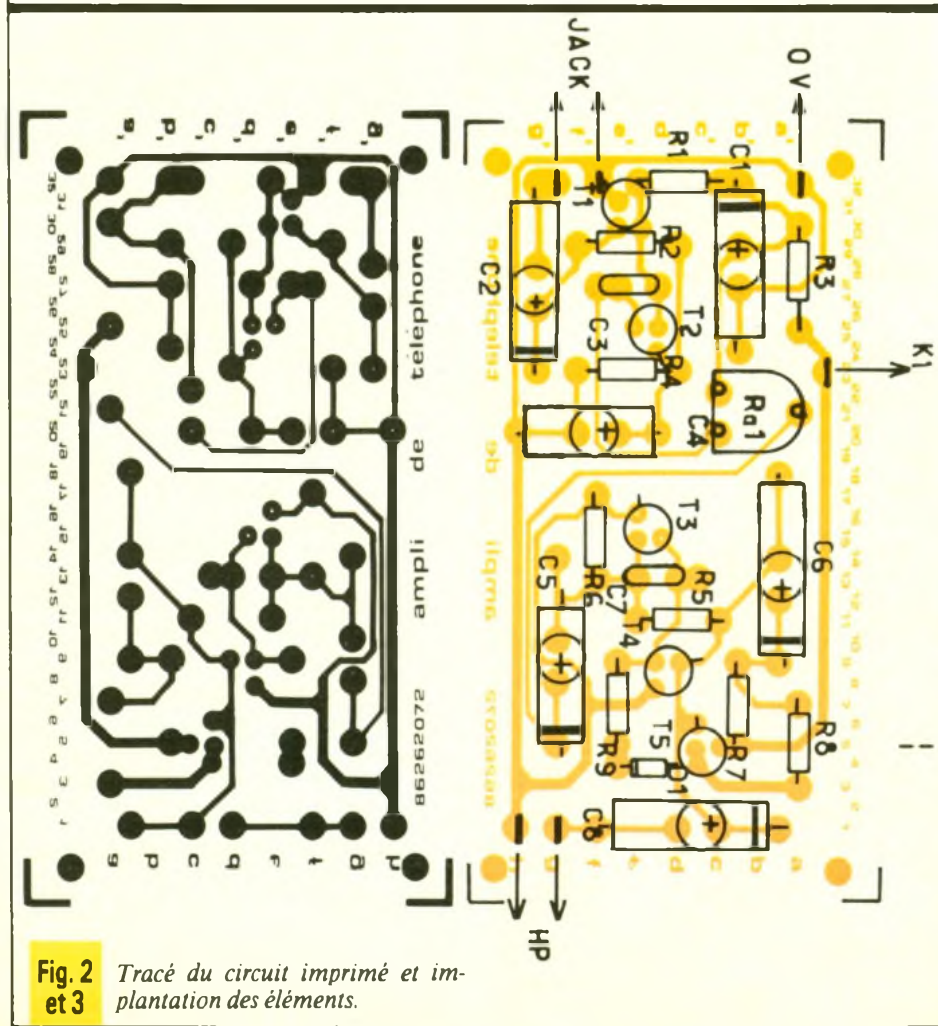 JACK
0 V
R1
C1
T1
R2
R3
C2
T2
C3
R4
K1
Ra1
C4
T3
C6
C5
R6
C7
R5
T4
R9
T5
D1
R7
R8
C8
HP
ampli de téléphone
86262072
Fig. 2
et 3
Tracé du circuit imprimé et im-
plantation des éléments.